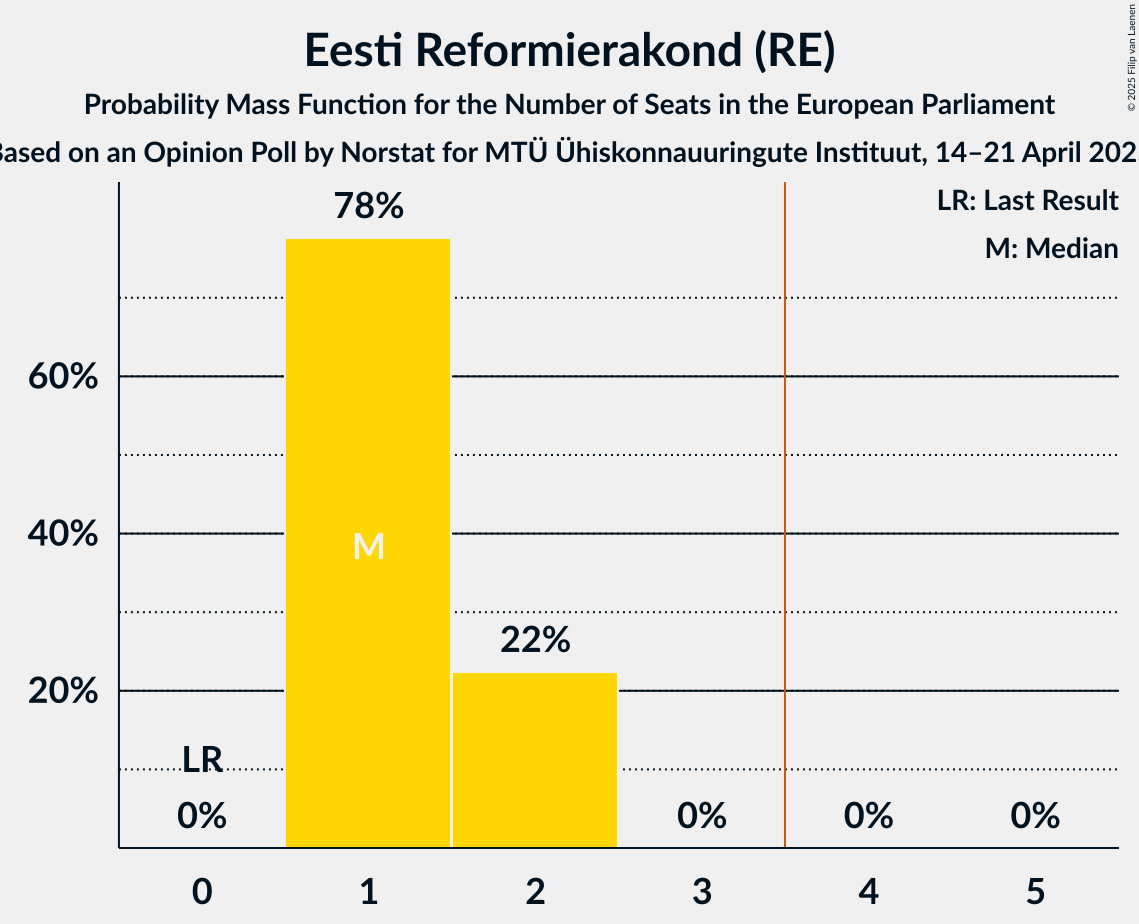 Eesti Reformierakond (RE)
Probability Mass Function for the Number of Seats in the European Parliament
Based on an Opinion Poll by Norstat for MTÜ Ühiskonnauuringute Instituut, 14–21 April 202
© 2025 Filip van Laenen
LR: Last Result
M: Median
78%
60%
40%
M
22%
20%
LR
0%
0%
0%
0%
0
1
2
3
4
5